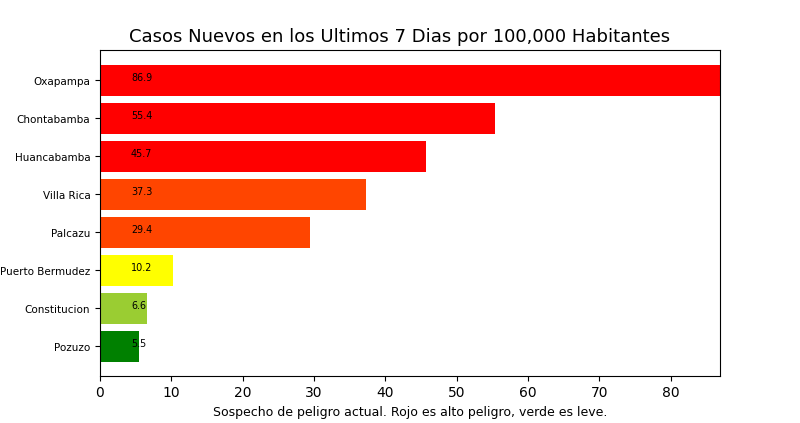 Casos Nuevos en los Ultimos 7 Dias por 100,000 Habitantes
Oxapampa 86.9
Chontabamba 55.4
Huancabamba 45.7
Villa Rica 37.3
Palcazu 29.4
Puerto Bermudez 10.2
Constitucion 6.6
Pozuzo 5.5
0 10 20 30 40 50 60 70 80
Sospecho de peligro actual. Rojo es alto peligro, verde es leve.